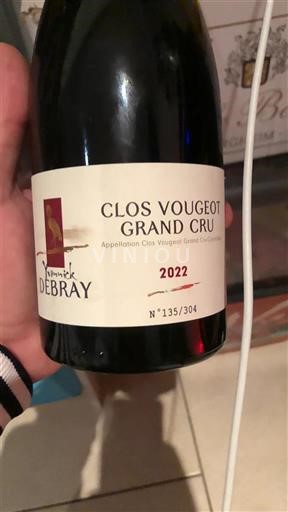 CLOS VOUGEOT
GRAND CRU
Appellation Clos Vougeot Grand Cru Contrôlée
VINIOU
2022
Yannick
DEBRAY
N°135/304